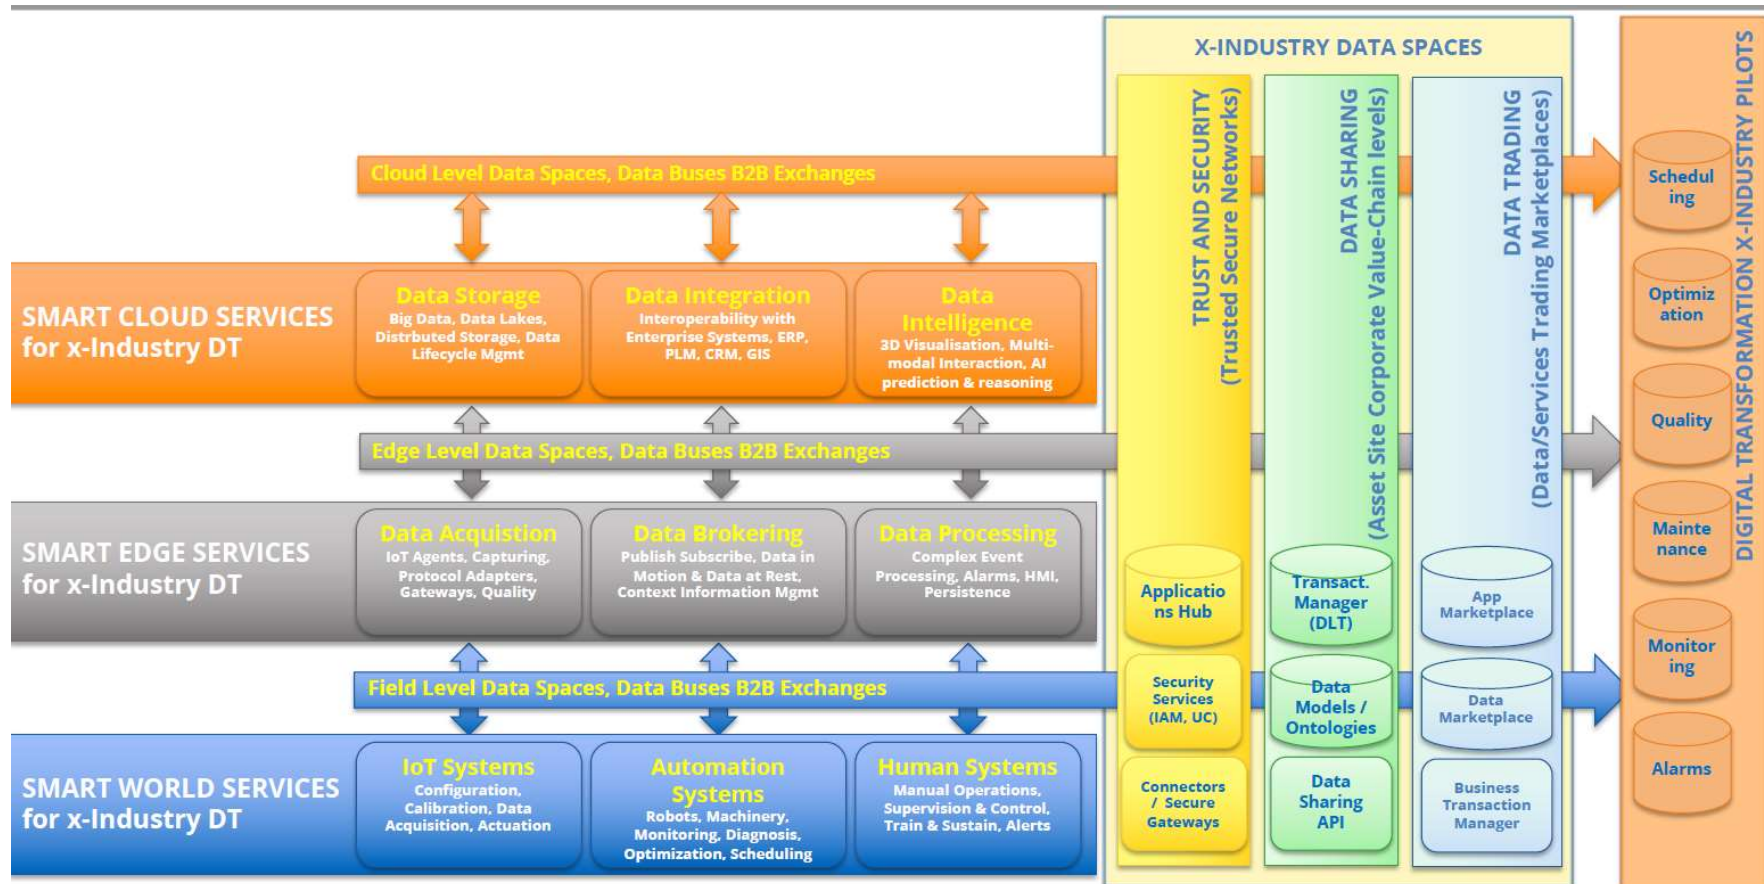 X-INDUSTRY DATA SPACES
TRUST AND SECURITY
(Trusted Secure Networks)
DATA SHARING
(Asset Site Corporate Value-Chain levels)
DATA TRADING
(Data/Services Trading Marketplaces)
DIGITAL TRANSFORMATION X-INDUSTRY PILOTS
Cloud Level Data Spaces, Data Buses B2B Exchanges
SMART CLOUD SERVICES
for x-Industry DT
Data Storage
Big Data, Data Lakes,
Distrbuted Storage, Data
Lifecycle Mgmt
Data Integration
Interoperability with
Enterprise Systems, ERP,
PLM, CRM, GIS
Data
Intelligence
3D Visualisation, Multi-
modal Interaction, AI
prediction & reasoning
Edge Level Data Spaces, Data Buses B2B Exchanges
SMART EDGE SERVICES
for x-Industry DT
Data Acquistion
IoT Agents, Capturing,
Protocol Adapters,
Gateways, Quality
Data Brokering
Publish Subscribe, Data in
Motion & Data at Rest,
Context Information Mgmt
Data Processing
Complex Event
Processing, Alarms, HMI,
Persistence
Field Level Data Spaces, Data Buses B2B Exchanges
SMART WORLD SERVICES
for x-Industry DT
IoT Systems
Configuration,
Calibration, Data
Acquisition, Actuation
Automation
Systems
Robots, Machinery,
Monitoring, Diagnosis,
Optimization, Scheduling
Human Systems
Manual Operations,
Supervision & Control,
Train & Sustain, Alerts
Applicatio
ns Hub
Security
Services
(IAM, UC)
Connectors
/ Secure
Gateways
Transact.
Manager
(DLT)
Data
Models /
Ontologies
Data
Sharing
API
App
Marketplace
Data
Marketplace
Business
Transaction
Manager
Schedul
ing
Optimiz
ation
Quality
Mainte
nance
Monitor
ing
Alarms